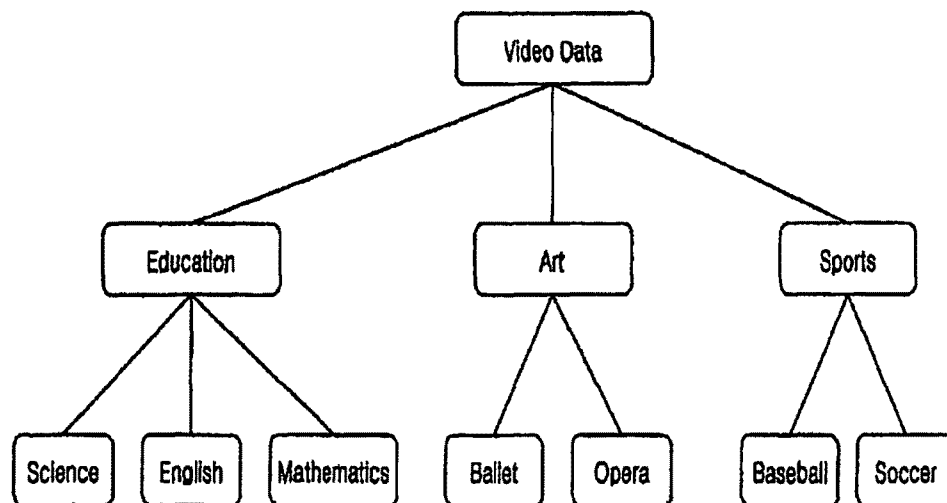 Video Data
Education
Art
Sports
Science
English
Mathematics
Ballet
Opera
Baseball
Soccer